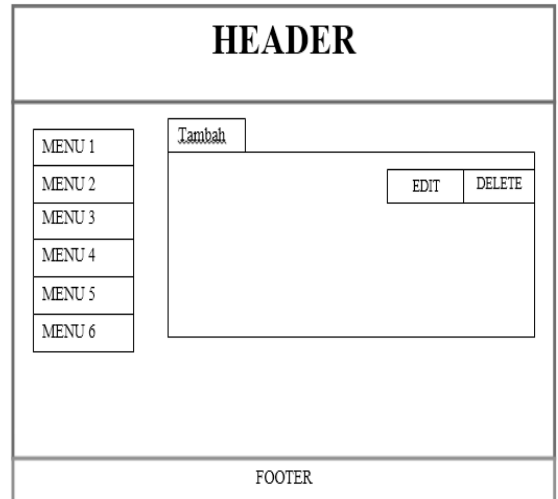 HEADER
MENU 1
MENU 2
MENU 3
MENU 4
MENU 5
MENU 6
Tambah
EDIT DELETE
FOOTER